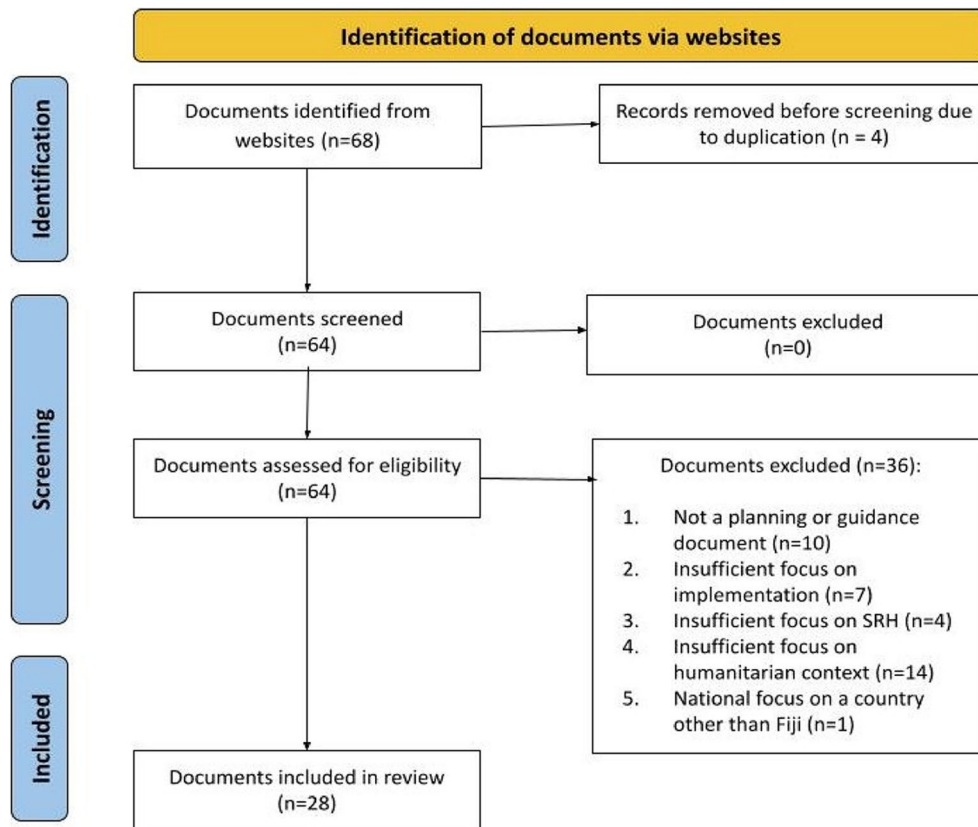 Identification of documents via websites
Identification
Documents identified from
websites (n=68)
Records removed before screening due
to duplication (n = 4)
Screening
Documents screened
(n=64)
Documents excluded
(n=0)
Documents assessed for eligibility
(n=64)
Documents excluded (n=36):
1. Not a planning or guidance
document (n=10)
2. Insufficient focus on
implementation (n=7)
3. Insufficient focus on SRH (n=4)
4. Insufficient focus on
humanitarian context (n=14)
5. National focus on a country
other than Fiji (n=1)
Included
Documents included in review
(n=28)